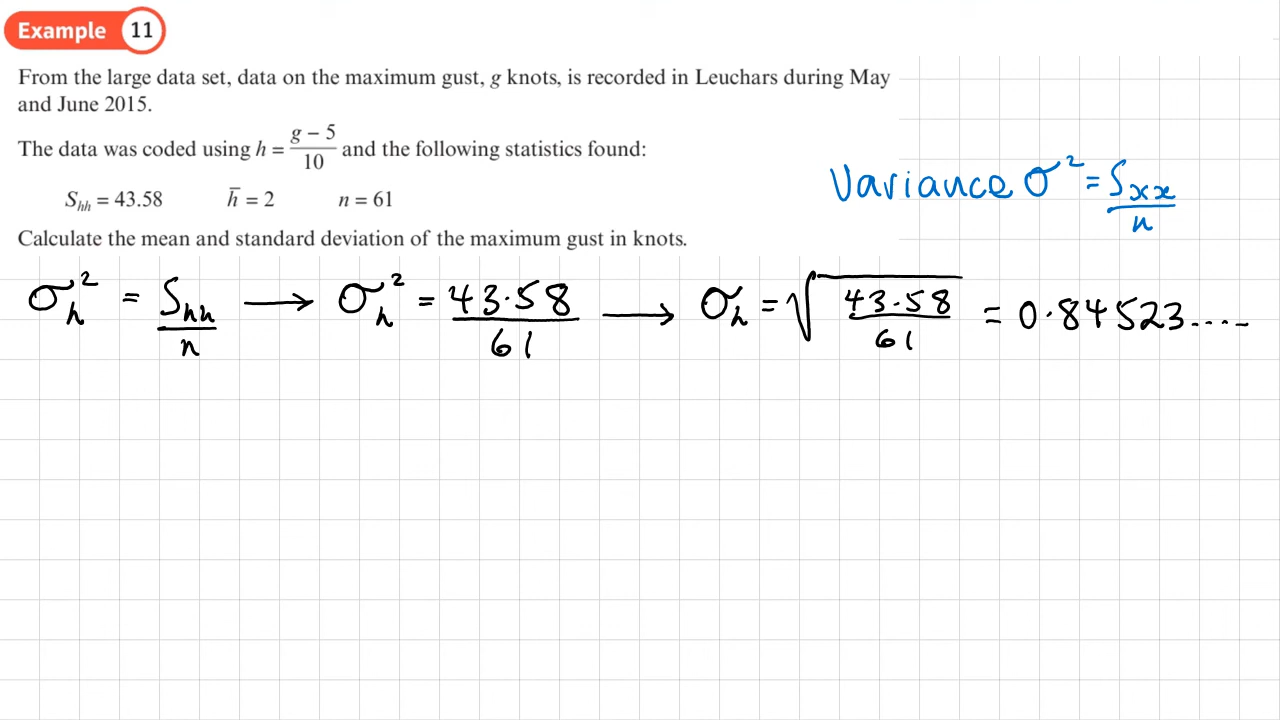 Example 11
From the large data set, data on the maximum gust, g knots, is recorded in Leuchars during May
and June 2015.
The data was coded using h = (g − 5)/10 and the following statistics found:
S_hh = 43.58 h̄ = 2 n = 61
Variance σ² = S_xx/n
Calculate the mean and standard deviation of the maximum gust in knots.
σ_h² = S_hh/n → σ_h² = 43.58/61 → σ_h = √(43.58/61) = 0.84523.....